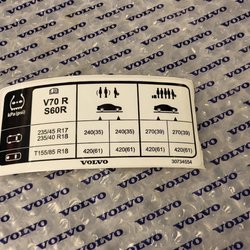 V70 R
S60R
kPa(psi)
235/45 R17
235/40 R18
240(35) 240(35) 270(39) 270(39)
T155/85 R18 420(61) 420(61) 420(61) 420(61)
VOLVO 30734554
VOLVO
VOLVO
VOLVO
VOLVO
VOLVO
VOLVO